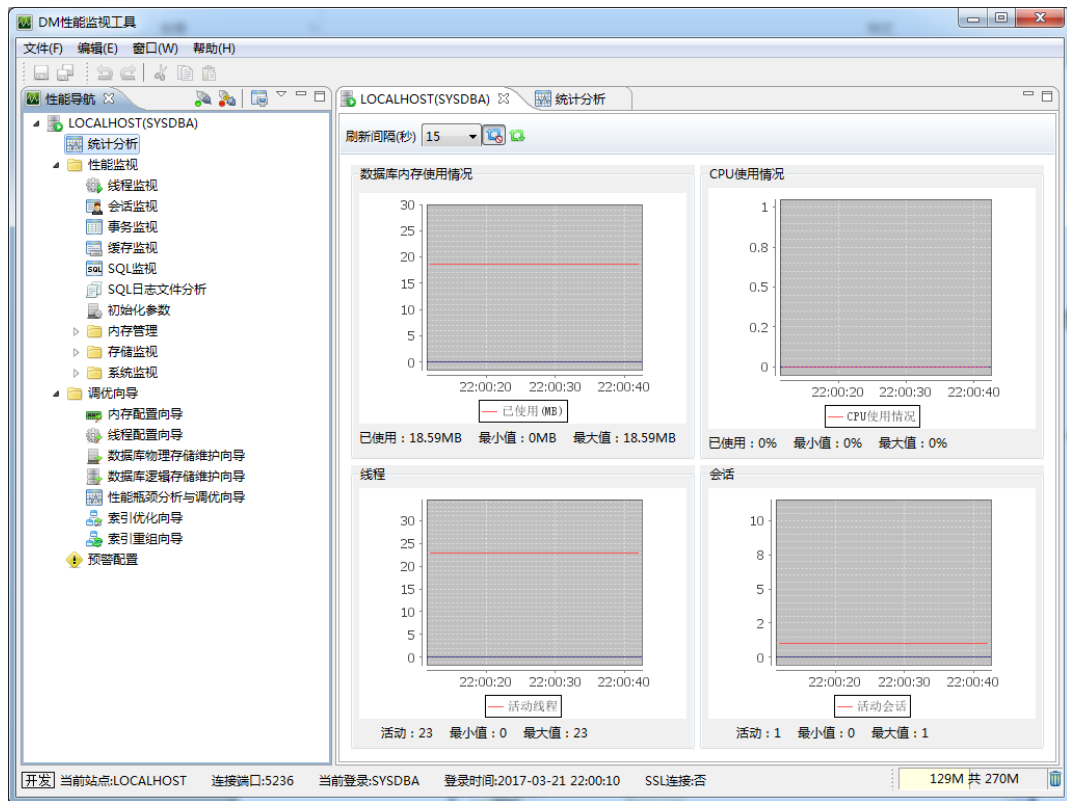 DM性能监视工具
文件(F) 编辑(E) 窗口(W) 帮助(H)
性能导航
LOCALHOST(SYSDBA)
统计分析
性能监视
线程监视
会话监视
事务监视
缓存监视
SQL监视
SQL日志文件分析
初始化参数
内存管理
存储监视
系统监视
调优向导
内存配置向导
线程配置向导
数据库物理存储维护向导
数据库逻辑存储维护向导
性能瓶颈分析与调优向导
索引优化向导
索引重组向导
预警配置
LOCALHOST(SYSDBA) 统计分析
刷新间隔(秒) 15
数据库内存使用情况
30
25
20
15
10
5
0
22:00:20 22:00:30 22:00:40
已使用(MB)
已使用：18.59MB 最小值：0MB 最大值：18.59MB
CPU使用情况
1
0.8
0.5
0.2
0
22:00:20 22:00:30 22:00:40
CPU使用情况
已使用：0% 最小值：0% 最大值：0%
线程
30
25
20
15
10
5
0
22:00:20 22:00:30 22:00:40
活动线程
活动：23 最小值：0 最大值：23
会话
10
8
5
2
0
22:00:20 22:00:30 22:00:40
活动会话
活动：1 最小值：0 最大值：1
开发 当前站点:LOCALHOST 连接端口:5236 当前登录:SYSDBA 登录时间:2017-03-21 22:00:10 SSL连接:否 129M 共 270M